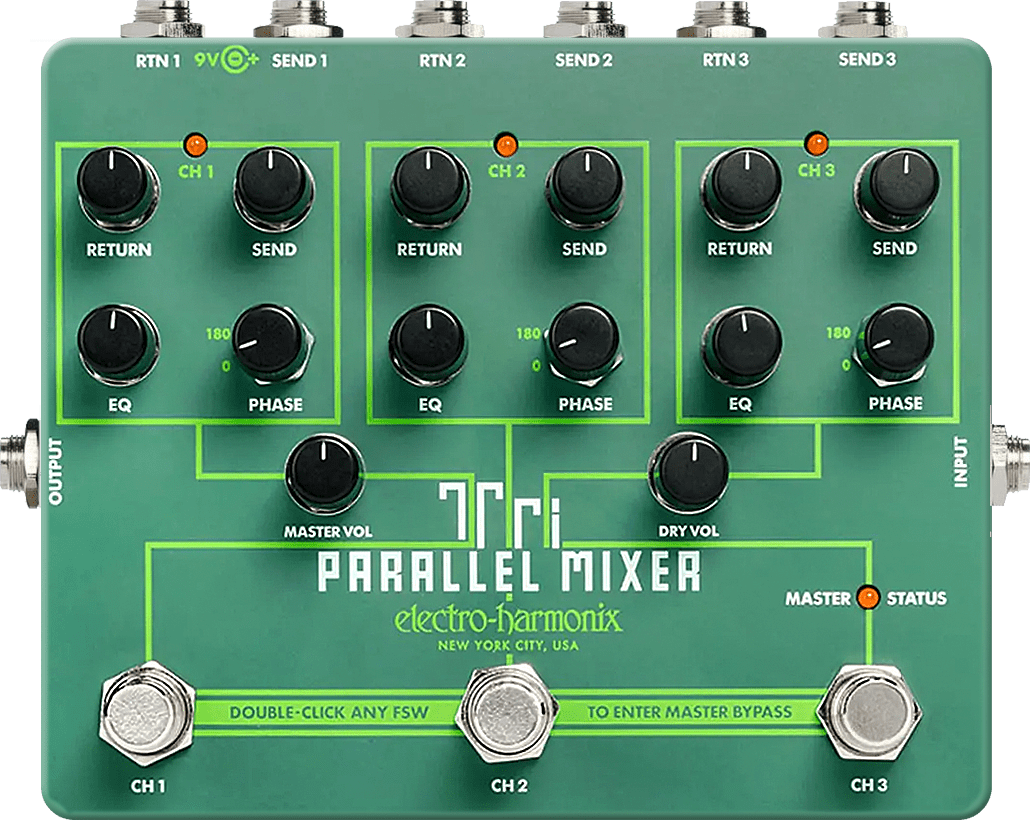 RTN 1 9V SEND 1 RTN 2 SEND 2 RTN 3 SEND 3
CH 1 CH 2 CH 3
RETURN SEND RETURN SEND RETURN SEND
180 180 180
0 0 0
EQ PHASE EQ PHASE EQ PHASE
OUTPUT INPUT
MASTER VOL DRY VOL
Tri
PARALLEL MIXER
MASTER STATUS
electro-harmonix
NEW YORK CITY, USA
DOUBLE-CLICK ANY FSW TO ENTER MASTER BYPASS
CH 1 CH 2 CH 3